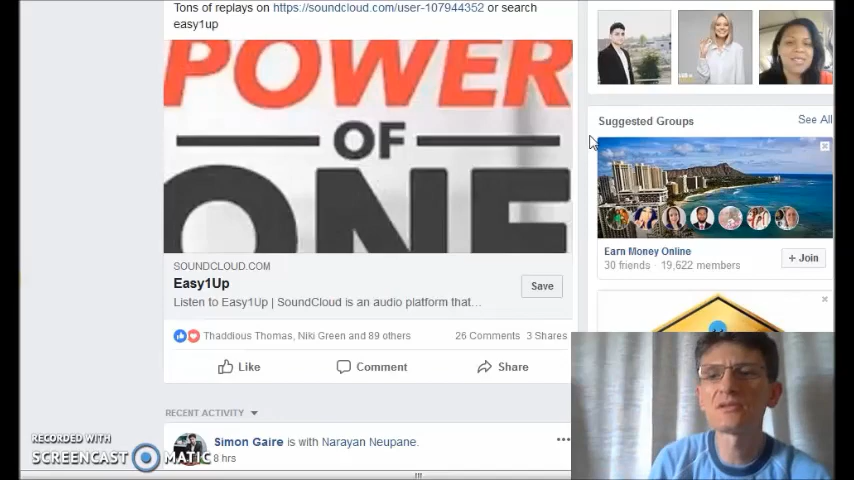 Tons of replays on https://soundcloud.com/user-107944352 or search
easy1up
POWER
OF
ONE
SOUNDCLOUD.COM
Easy1Up
Save
Listen to Easy1Up | SoundCloud is an audio platform that...
Thaddious Thomas, Niki Green and 89 others
26 Comments 3 Shares
Like
Comment
Share
RECENT ACTIVITY
Simon Gaire is with Narayan Neupane.
8 hrs
Suggested Groups
See All
Earn Money Online
30 friends · 19,622 members
+ Join
RECORDED WITH
SCREENCAST MATIC